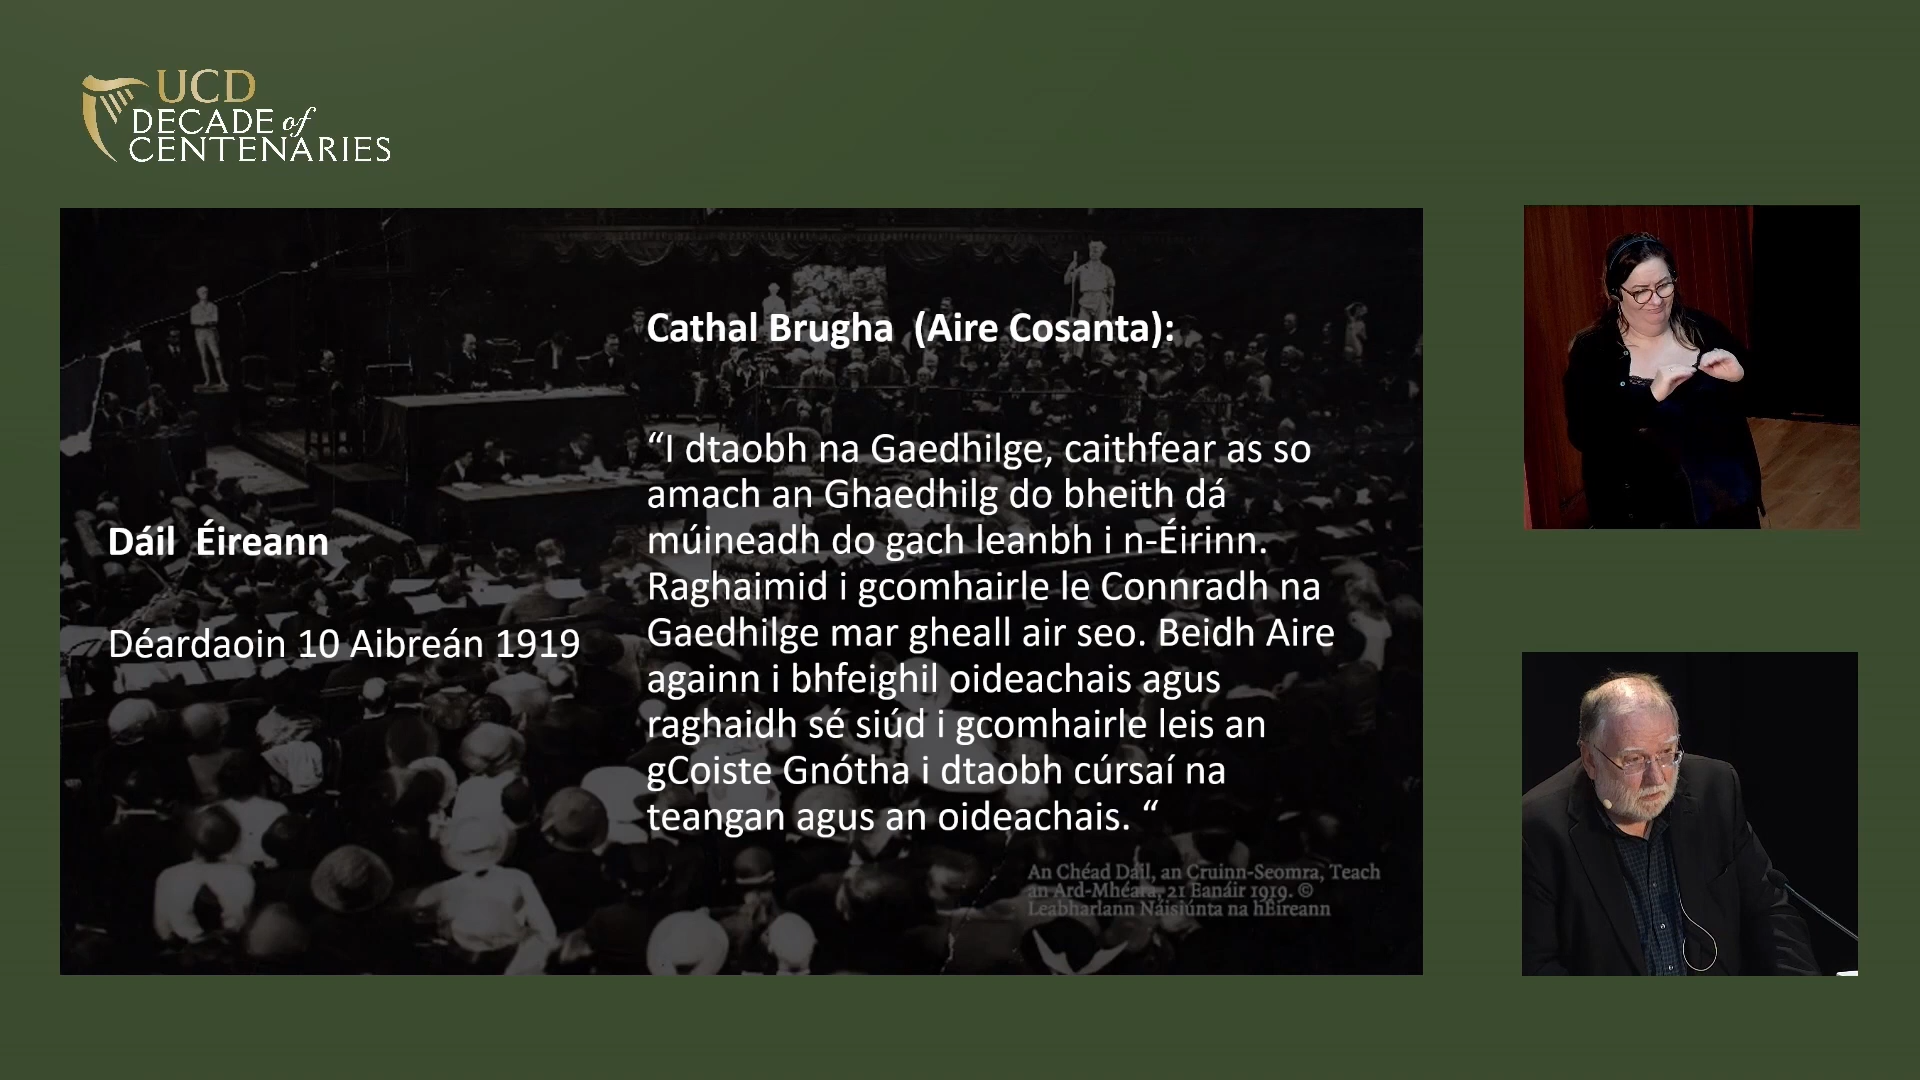 UCD
DECADE of
CENTENARIES
Dáil Éireann
Déardaoin 10 Aibreán 1919
Cathal Brugha (Aire Cosanta):
“I dtaobh na Gaedhilge, caithfear as so
amach an Ghaedhilg do bheith dá
múineadh do gach leanbh i n-Éirinn.
Raghaimid i gcomhairle le Connradh na
Gaedhilge mar gheall air seo. Beidh Aire
againn i bhfeighil oideachais agus
raghaidh sé siúd i gcomhairle leis an
gCoiste Gnótha i dtaobh cúrsaí na
teangan agus an oideachais. “
An Chéad Dáil, an Cruinn-Seomra, Teach
an Ard-Mhéara, 21 Eanáir 1919. ©
Leabharlann Náisiúnta na hÉireann